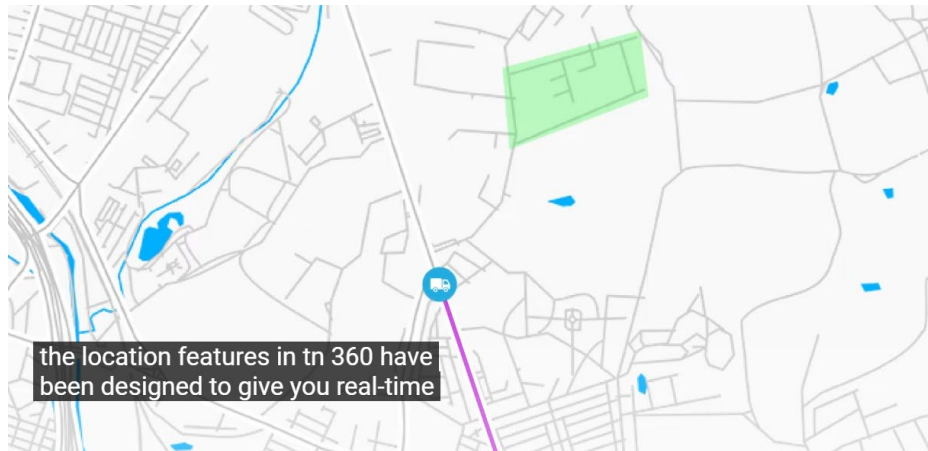 the location features in tn 360 have
been designed to give you real-time